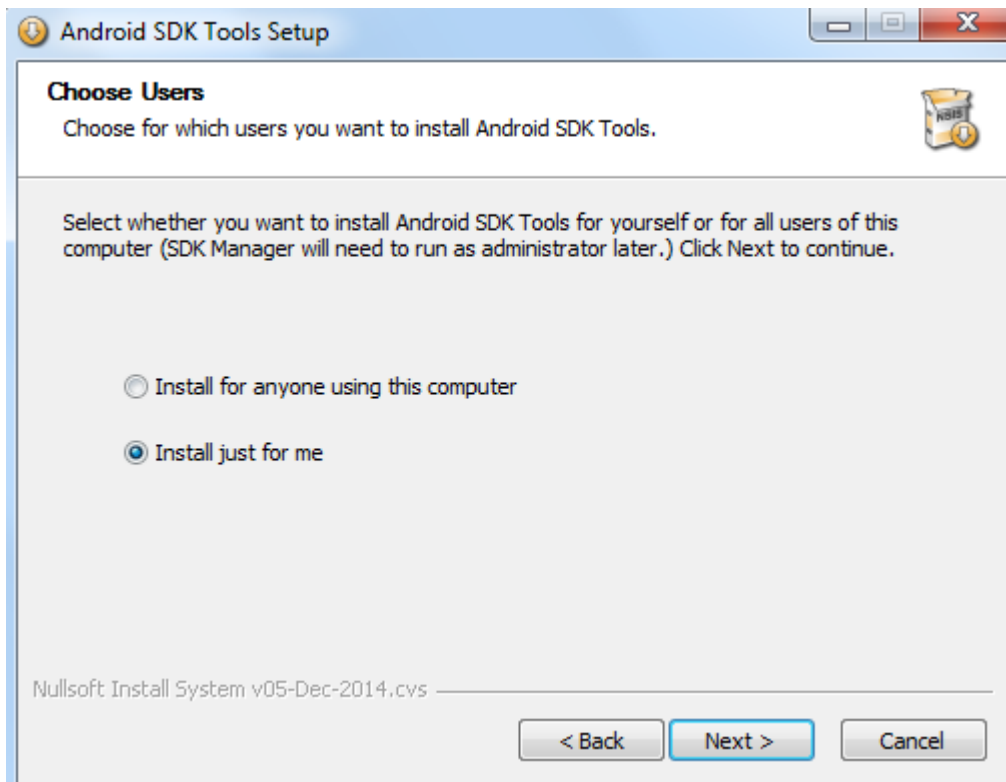 Android SDK Tools Setup
Choose Users
Choose for which users you want to install Android SDK Tools.
NSIS
Select whether you want to install Android SDK Tools for yourself or for all users of this
computer (SDK Manager will need to run as administrator later.) Click Next to continue.
Install for anyone using this computer
Install just for me
Nullsoft Install System v05-Dec-2014.cvs
< Back
Next >
Cancel